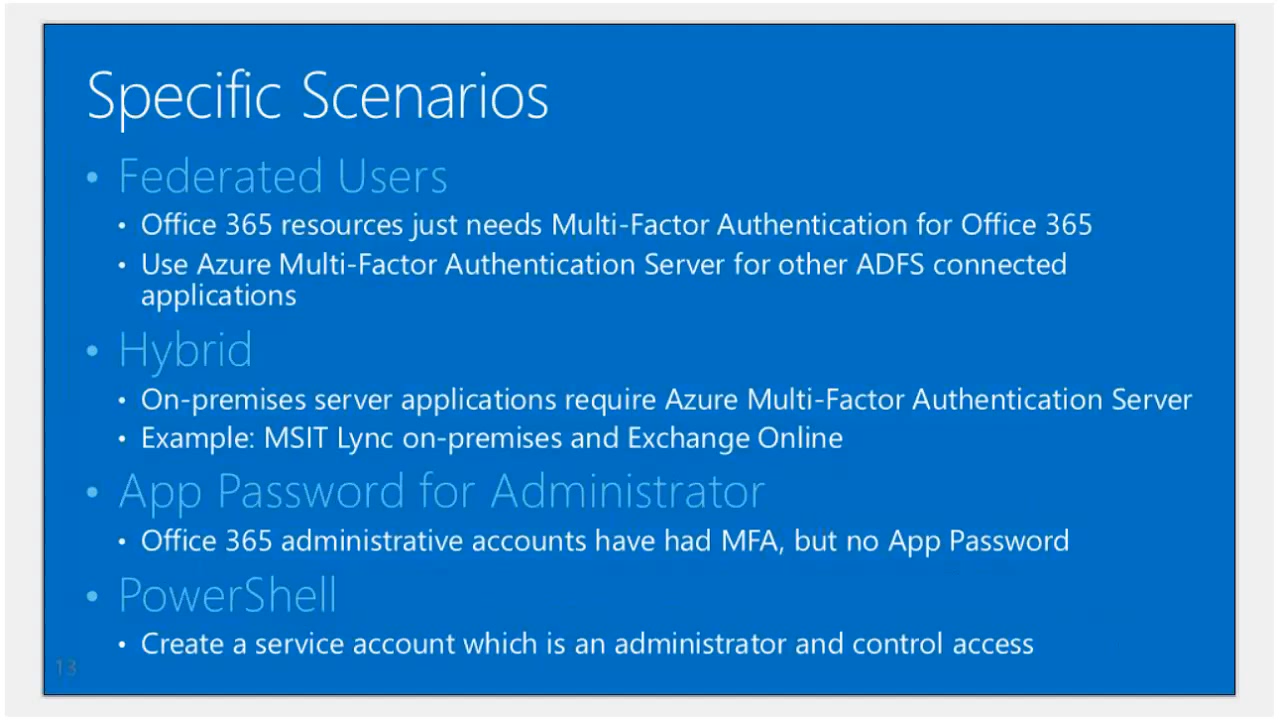 Specific Scenarios
• Federated Users
• Office 365 resources just needs Multi-Factor Authentication for Office 365
• Use Azure Multi-Factor Authentication Server for other ADFS connected
applications
• Hybrid
• On-premises server applications require Azure Multi-Factor Authentication Server
• Example: MSIT Lync on-premises and Exchange Online
• App Password for Administrator
• Office 365 administrative accounts have had MFA, but no App Password
• PowerShell
• Create a service account which is an administrator and control access
13